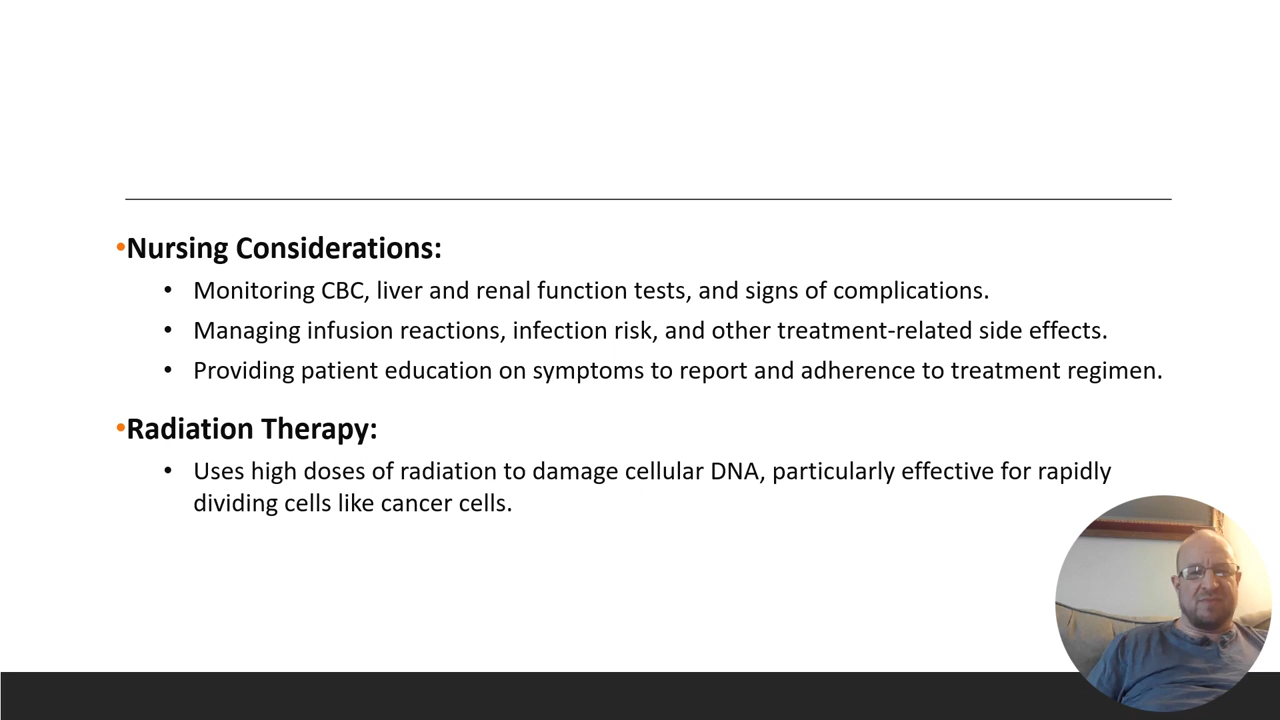 •Nursing Considerations:
• Monitoring CBC, liver and renal function tests, and signs of complications.
• Managing infusion reactions, infection risk, and other treatment-related side effects.
• Providing patient education on symptoms to report and adherence to treatment regimen.
•Radiation Therapy:
• Uses high doses of radiation to damage cellular DNA, particularly effective for rapidly
dividing cells like cancer cells.